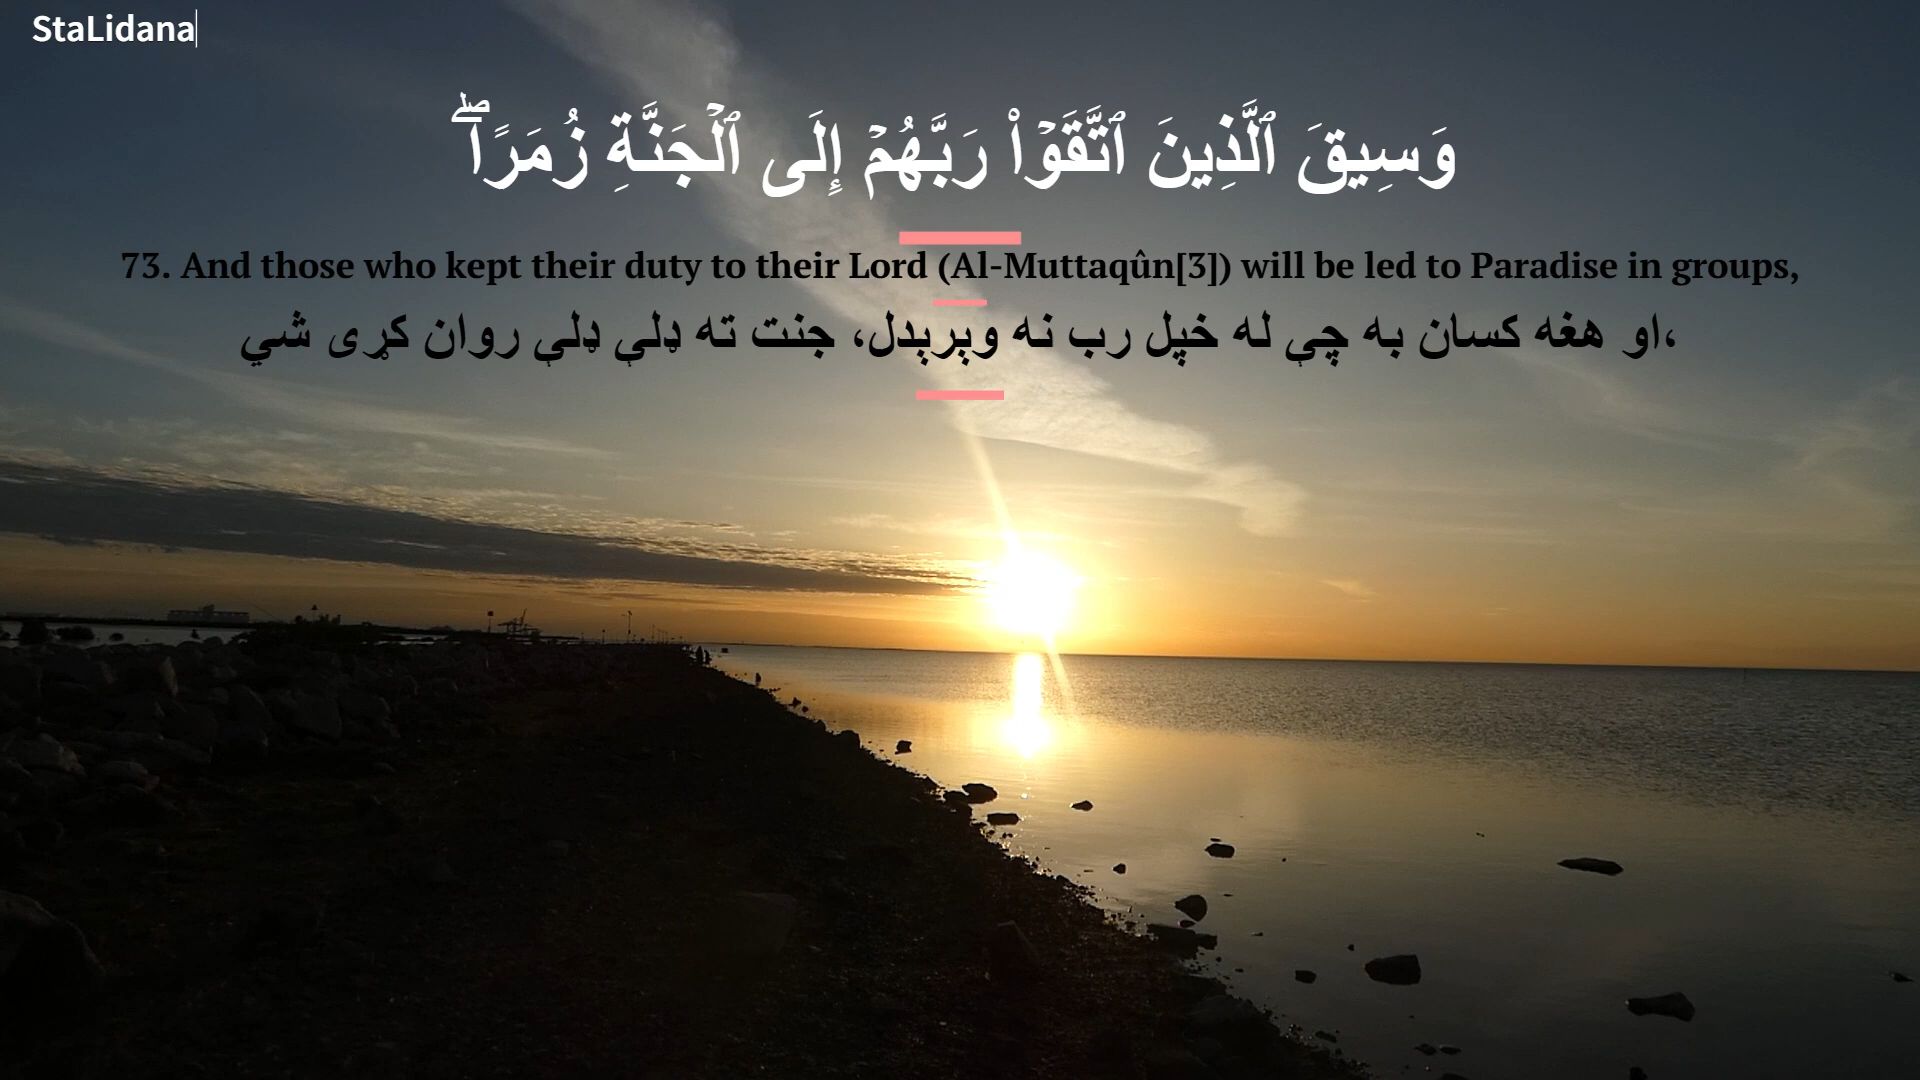 StaLidana
وَسِيقَ ٱلَّذِينَ ٱتَّقَوۡاْ رَبَّهُمۡ إِلَى ٱلۡجَنَّةِ زُمَرًاۖ
73. And those who kept their duty to their Lord (Al-Muttaqûn[3]) will be led to Paradise in groups,
،او هغه کسان به چې له خپل رب نه وېرېدل، جنت ته ډلې ډلې روان کړی شي